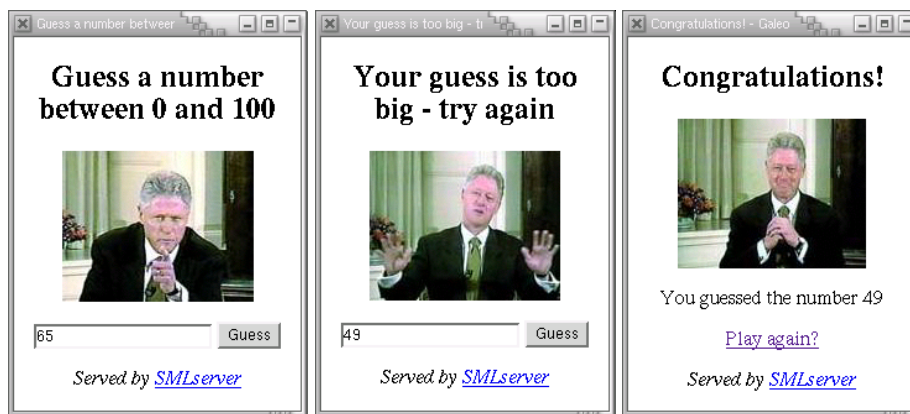 Guess a number betweer
Guess a number
between 0 and 100
65 Guess
Served by SMLserver
Your guess is too big - tr
Your guess is too
big - try again
49 Guess
Served by SMLserver
Congratulations! - Galeo
Congratulations!
You guessed the number 49
Play again?
Served by SMLserver